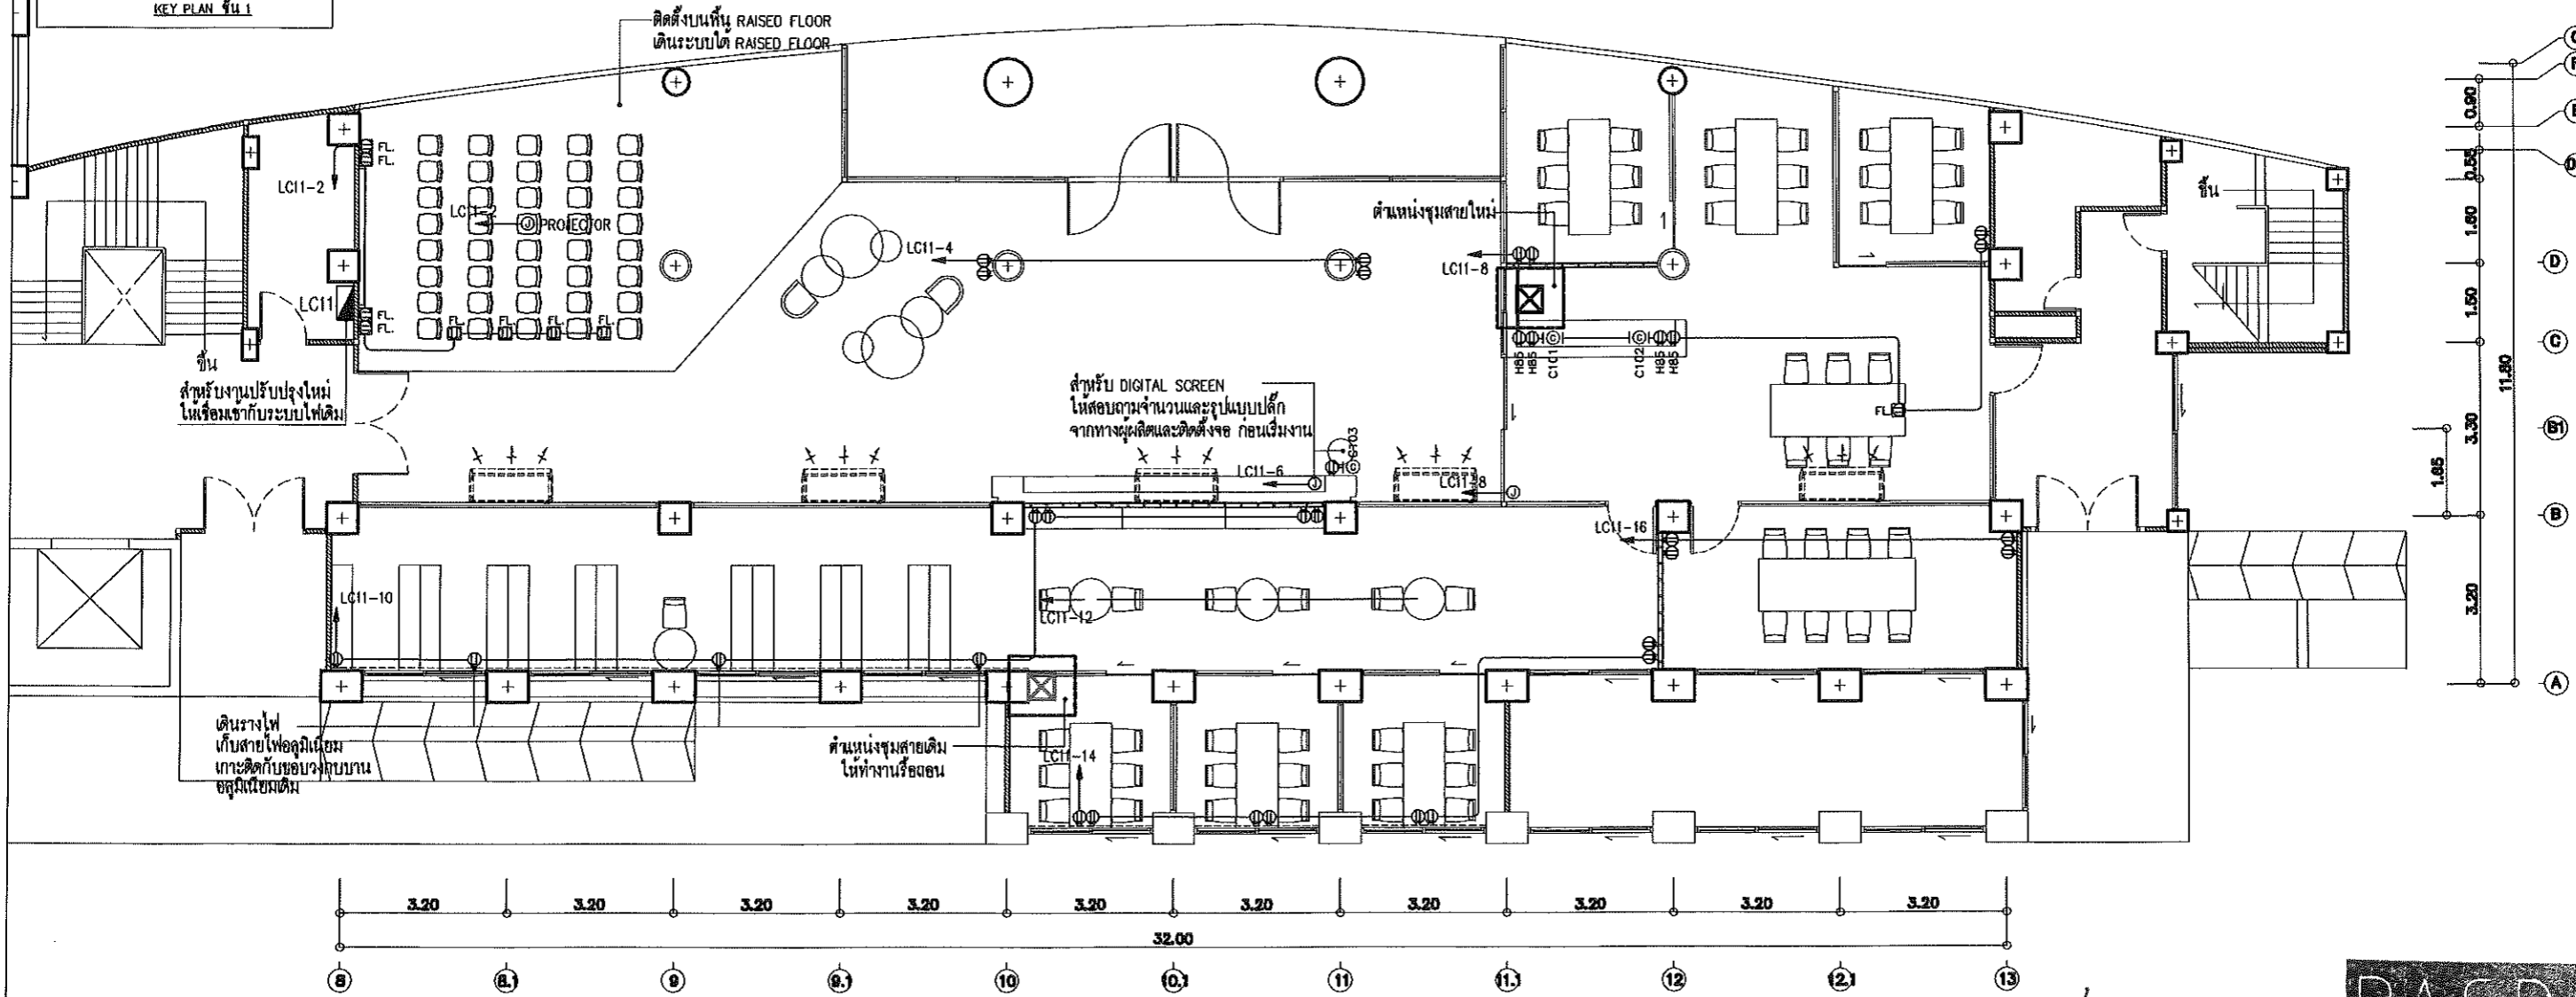 KEY PLAN ชั้น 1
ติดตั้งบนพื้น RAISED FLOOR
เดินระบบใต้ RAISED FLOOR
FL.
FL.
LC11-2
LC11-2
PROJECTOR
LC11
FL.
FL.
FL.
FL.
FL.
FL.
ขึ้น
สำหรับงานปรับปรุงใหม่
ให้เชื่อมเข้ากับระบบไฟเดิม
LC11-4
ตำแหน่งชุมสายใหม่
LC11-8
1
H85
H85
C101
C102
H85
H85
FL.
ขึ้น
สำหรับ DIGITAL SCREEN
ให้สอบถามจำนวนและรูปแบบปลั๊ก
จากทางผู้ผลิตและติดตั้งจอ ก่อนเริ่มงาน
LC11-6
LC11-8
LC11-16
LC11-10
LC11-12
LC11-14
เดินรางไฟ
เก็บสายไฟอลูมิเนียม
เกาะติดกับขอบวงกบบาน
อลูมิเนียมเดิม
ตำแหน่งชุมสายเดิม
ให้ทำงานรื้อถอน
0.90
0.55
1.60
1.50
3.30
3.20
11.80
1.65
D
C
B1
B
A
3.20 3.20 3.20 3.20 3.20 3.20 3.20 3.20 3.20 3.20
32.00
8 8.1 9 9.1 10 10.1 11 11.1 12 12.1 13